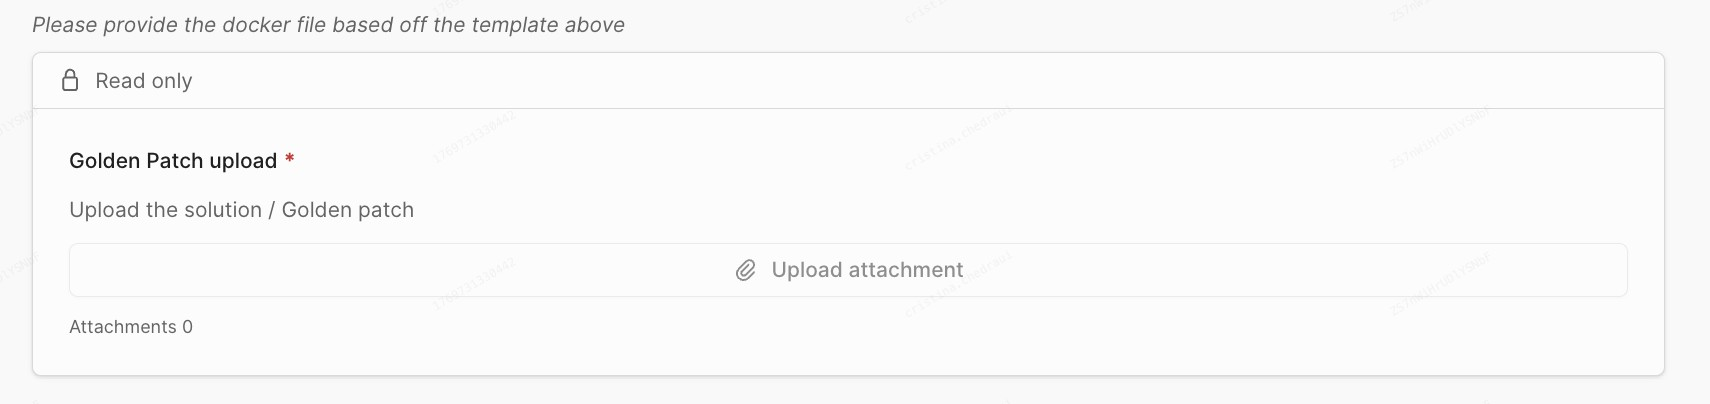 Please provide the docker file based off the template above
Read only
Golden Patch upload *
Upload the solution / Golden patch
Upload attachment
Attachments 0